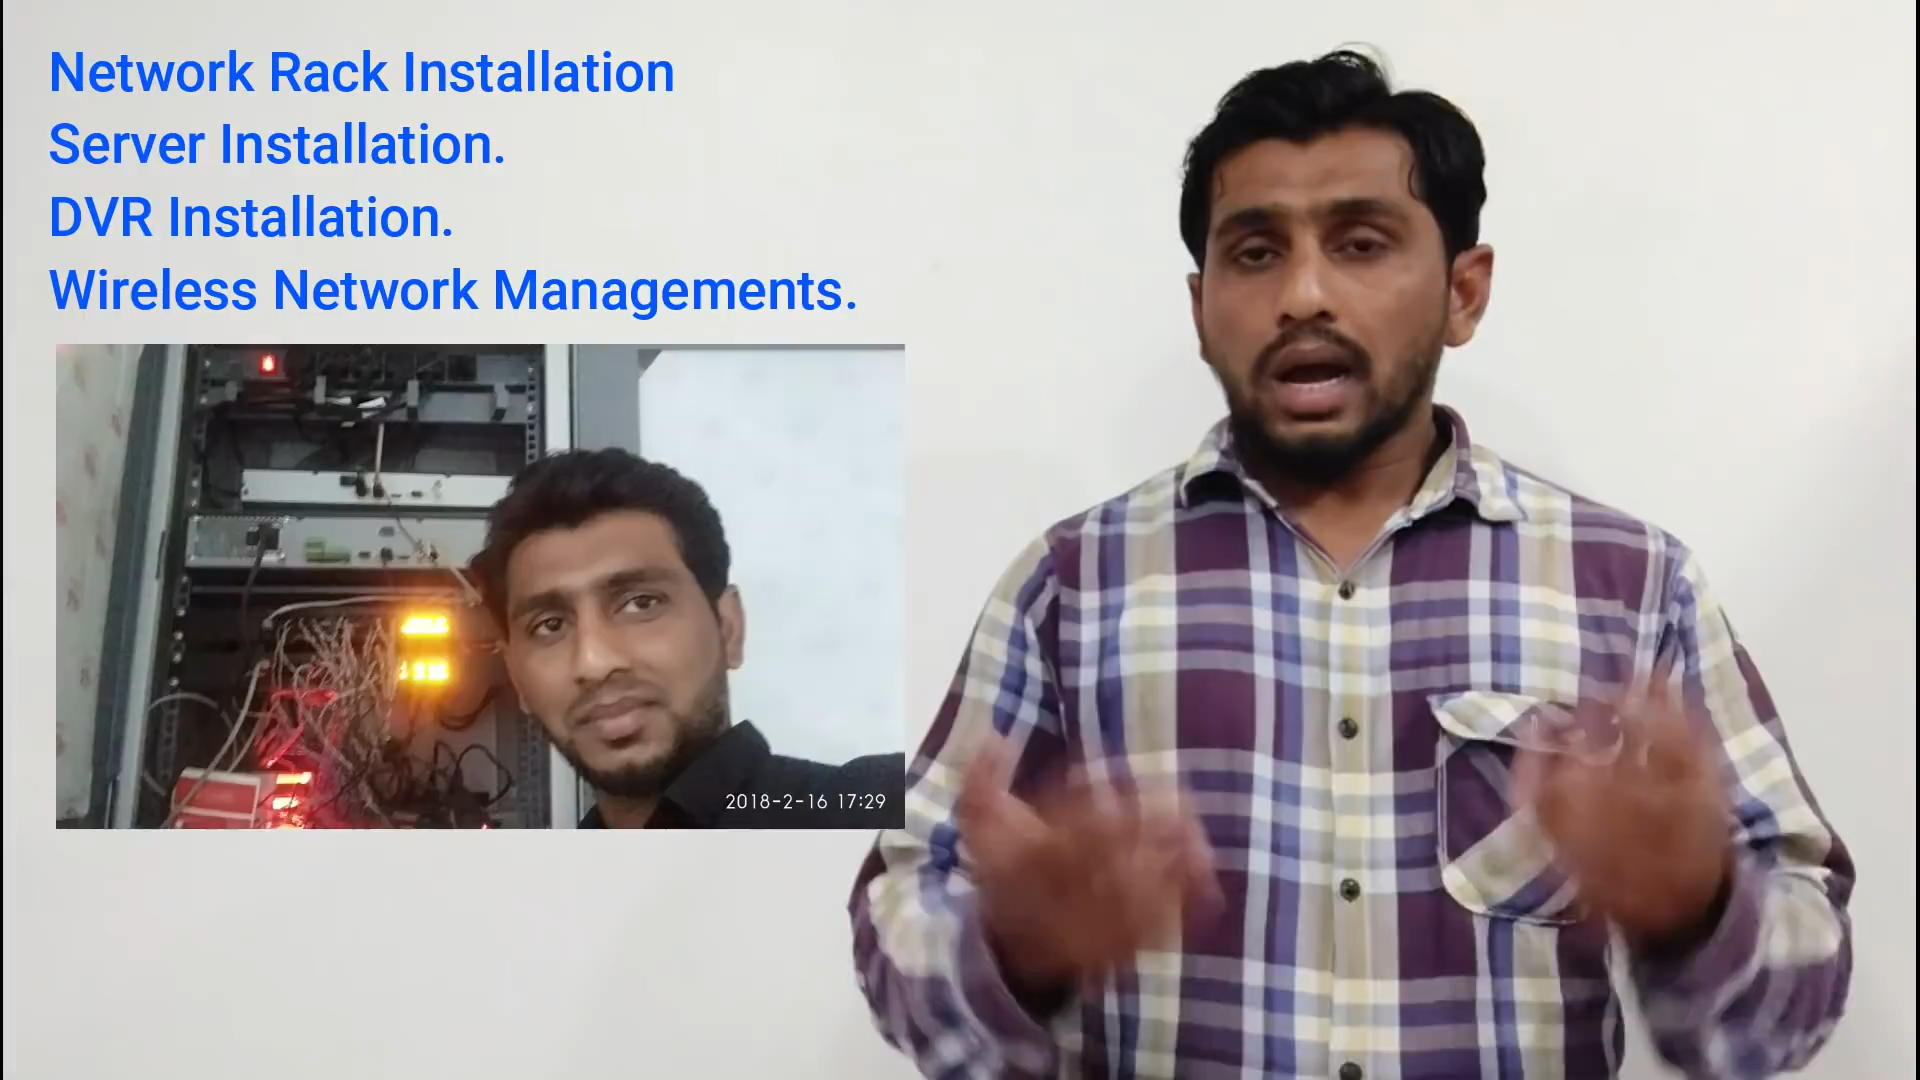 Network Rack Installation
Server Installation.
DVR Installation.
Wireless Network Managements.
2018-2-16 17:29